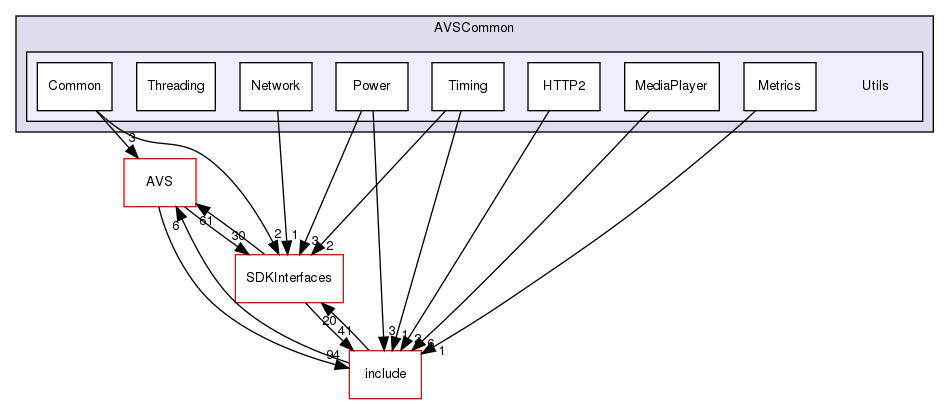 AVSCommon
Common
Threading
Network
Power
Timing
HTTP2
MediaPlayer
Metrics
Utils
3
AVS
6
61
30
2
1
3
2
SDKInterfaces
20
41
3
1
2
6
1
94
include